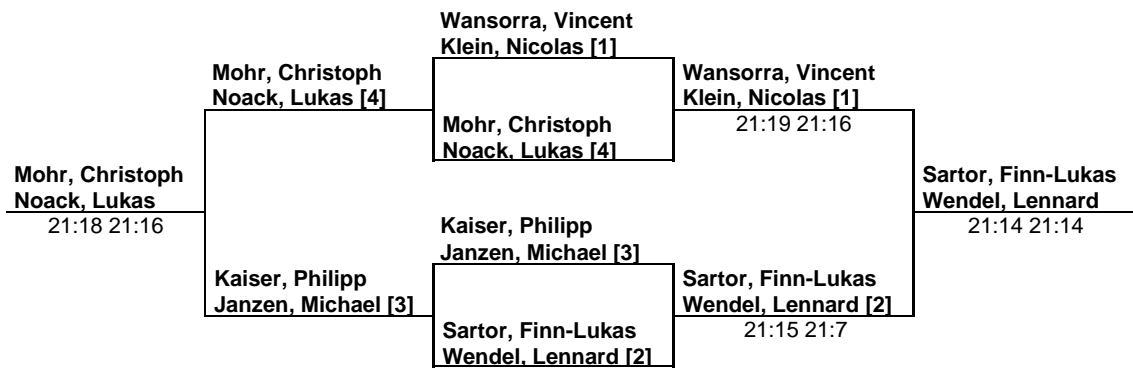 Wansorra, Vincent
Klein, Nicolas [1]
Mohr, Christoph
Noack, Lukas [4]
Wansorra, Vincent
Klein, Nicolas [1]
21:19 21:16
Mohr, Christoph
Noack, Lukas [4]
Mohr, Christoph
Noack, Lukas
21:18 21:16
Sartor, Finn-Lukas
Wendel, Lennard
21:14 21:14
Kaiser, Philipp
Janzen, Michael [3]
Kaiser, Philipp
Janzen, Michael [3]
Sartor, Finn-Lukas
Wendel, Lennard [2]
21:15 21:7
Sartor, Finn-Lukas
Wendel, Lennard [2]